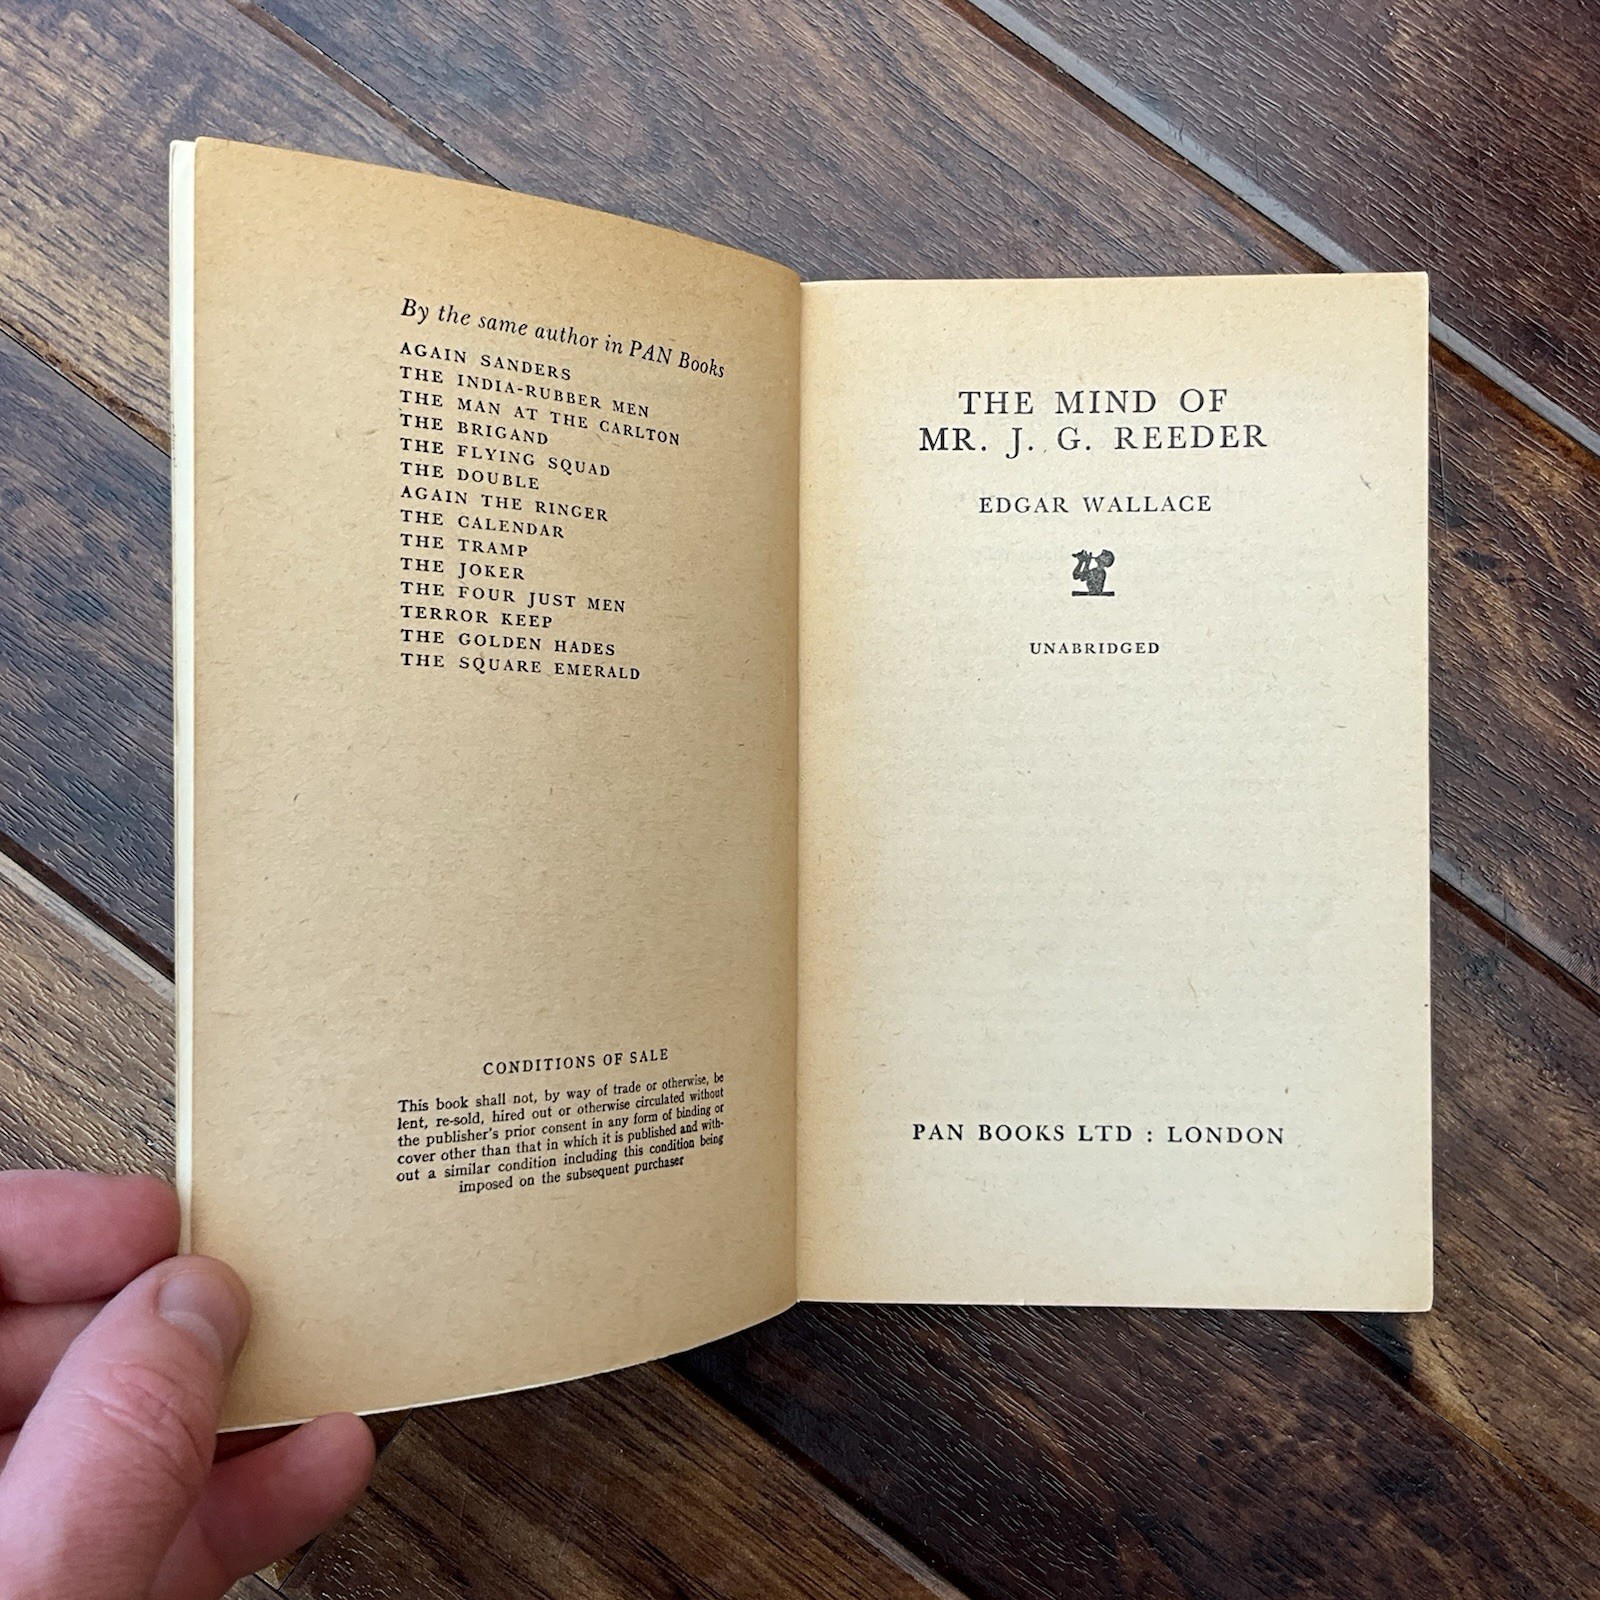 By the same author in PAN Books
AGAIN SANDERS
THE INDIA-RUBBER MEN
THE MAN AT THE CARLTON
THE BRIGAND
THE FLYING SQUAD
THE DOUBLE
AGAIN THE RINGER
THE CALENDAR
THE TRAMP
THE JOKER
THE FOUR JUST MEN
TERROR KEEP
THE GOLDEN HADES
THE SQUARE EMERALD
CONDITIONS OF SALE
This book shall not, by way of trade or otherwise, be
lent, re-sold, hired out or otherwise circulated without
the publisher's prior consent in any form of binding or
cover other than that in which it is published and with-
out a similar condition including this condition being
imposed on the subsequent purchaser
THE MIND OF
MR. J. G. REEDER
EDGAR WALLACE
UNABRIDGED
PAN BOOKS LTD : LONDON